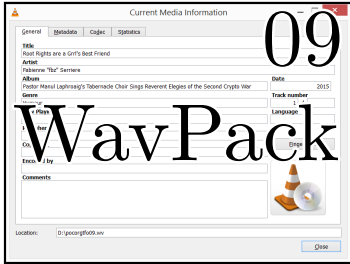 Current Media Information
09
General Metadata Codec Statistics
Title
Root Rights are a Grrl's Best Friend
Artist
Fabienne "fbz" Serriere
Album Date
Pastor Manul Laphroaig's Tabernacle Choir Sings Reverent Elegies of the Second Crypto War 2015
Genre Track number
Now Playing Language
WavPack
Encoded by
Comments
Location: D:\pocorgtfo09.wv
Close